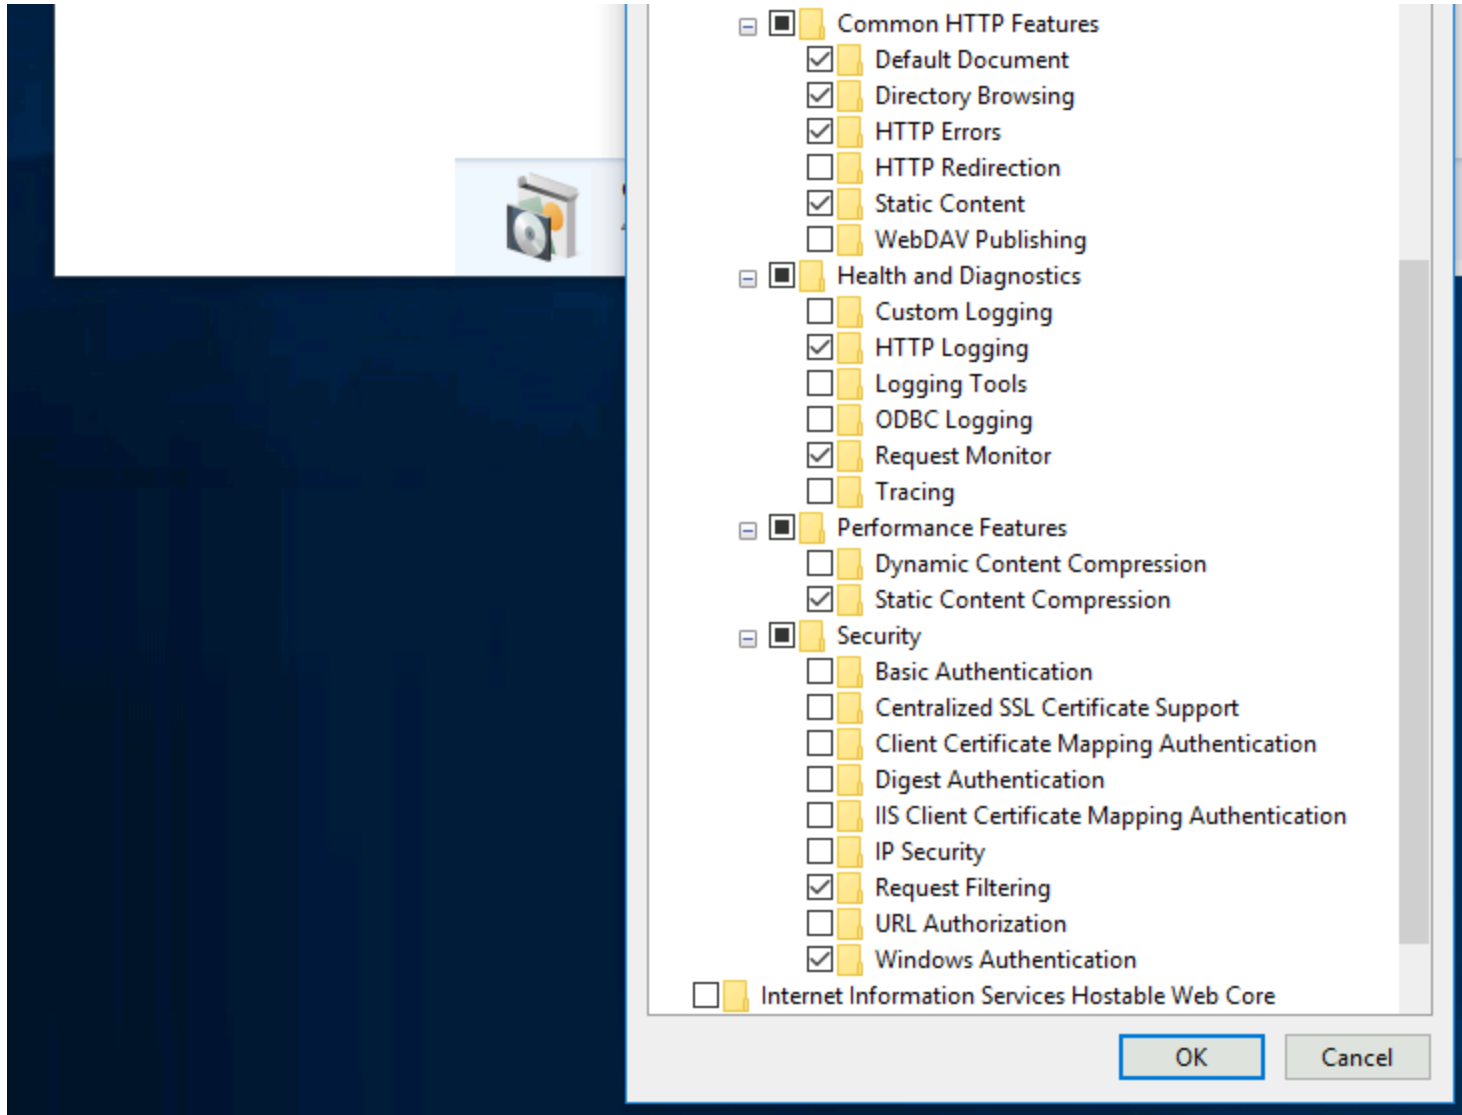 Common HTTP Features
Default Document
Directory Browsing
HTTP Errors
HTTP Redirection
Static Content
WebDAV Publishing
Health and Diagnostics
Custom Logging
HTTP Logging
Logging Tools
ODBC Logging
Request Monitor
Tracing
Performance Features
Dynamic Content Compression
Static Content Compression
Security
Basic Authentication
Centralized SSL Certificate Support
Client Certificate Mapping Authentication
Digest Authentication
IIS Client Certificate Mapping Authentication
IP Security
Request Filtering
URL Authorization
Windows Authentication
Internet Information Services Hostable Web Core
OK Cancel